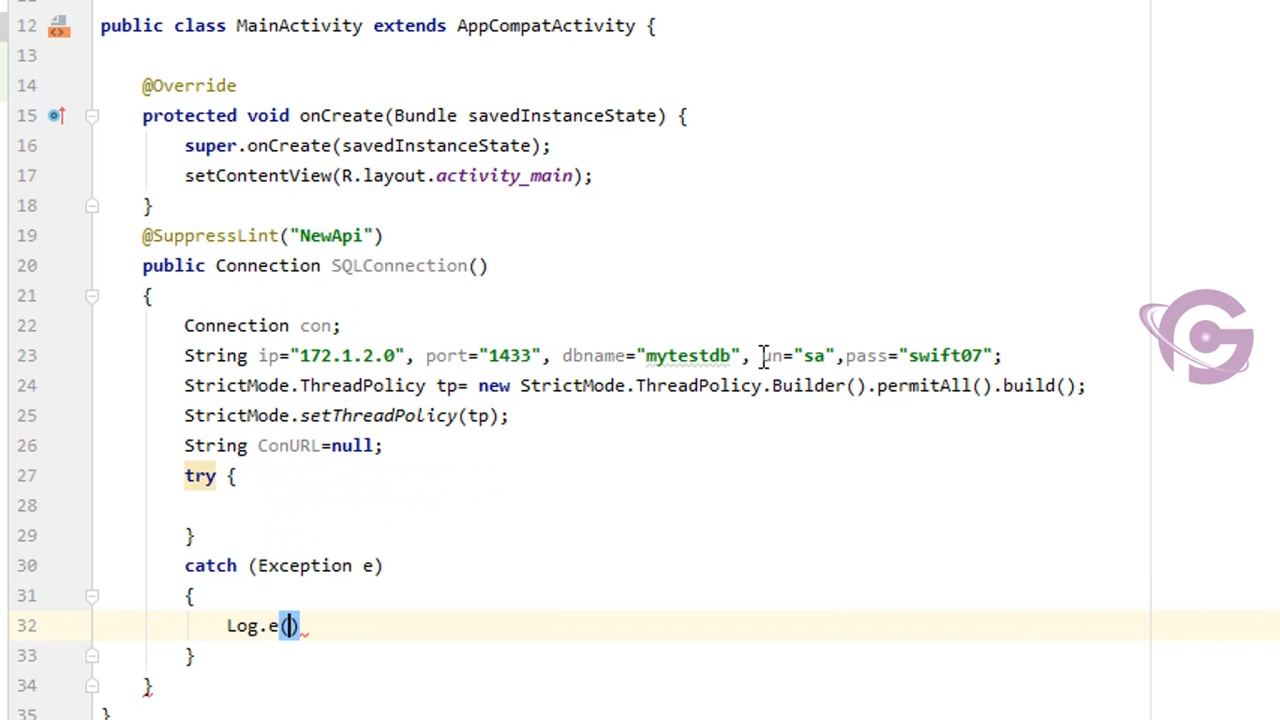 12 public class MainActivity extends AppCompatActivity {
13
14 @Override
15 protected void onCreate(Bundle savedInstanceState) {
16 super.onCreate(savedInstanceState);
17 setContentView(R.layout.activity_main);
18 }
19 @SuppressLint("NewApi")
20 public Connection SQLConnection()
21 {
22 Connection con;
23 String ip="172.1.2.0", port="1433", dbname="mytestdb", un="sa",pass="swift07";
24 StrictMode.ThreadPolicy tp= new StrictMode.ThreadPolicy.Builder().permitAll().build();
25 StrictMode.setThreadPolicy(tp);
26 String ConURL=null;
27 try {
28
29 }
30 catch (Exception e)
31 {
32 Log.e()
33 }
34 }
35 }